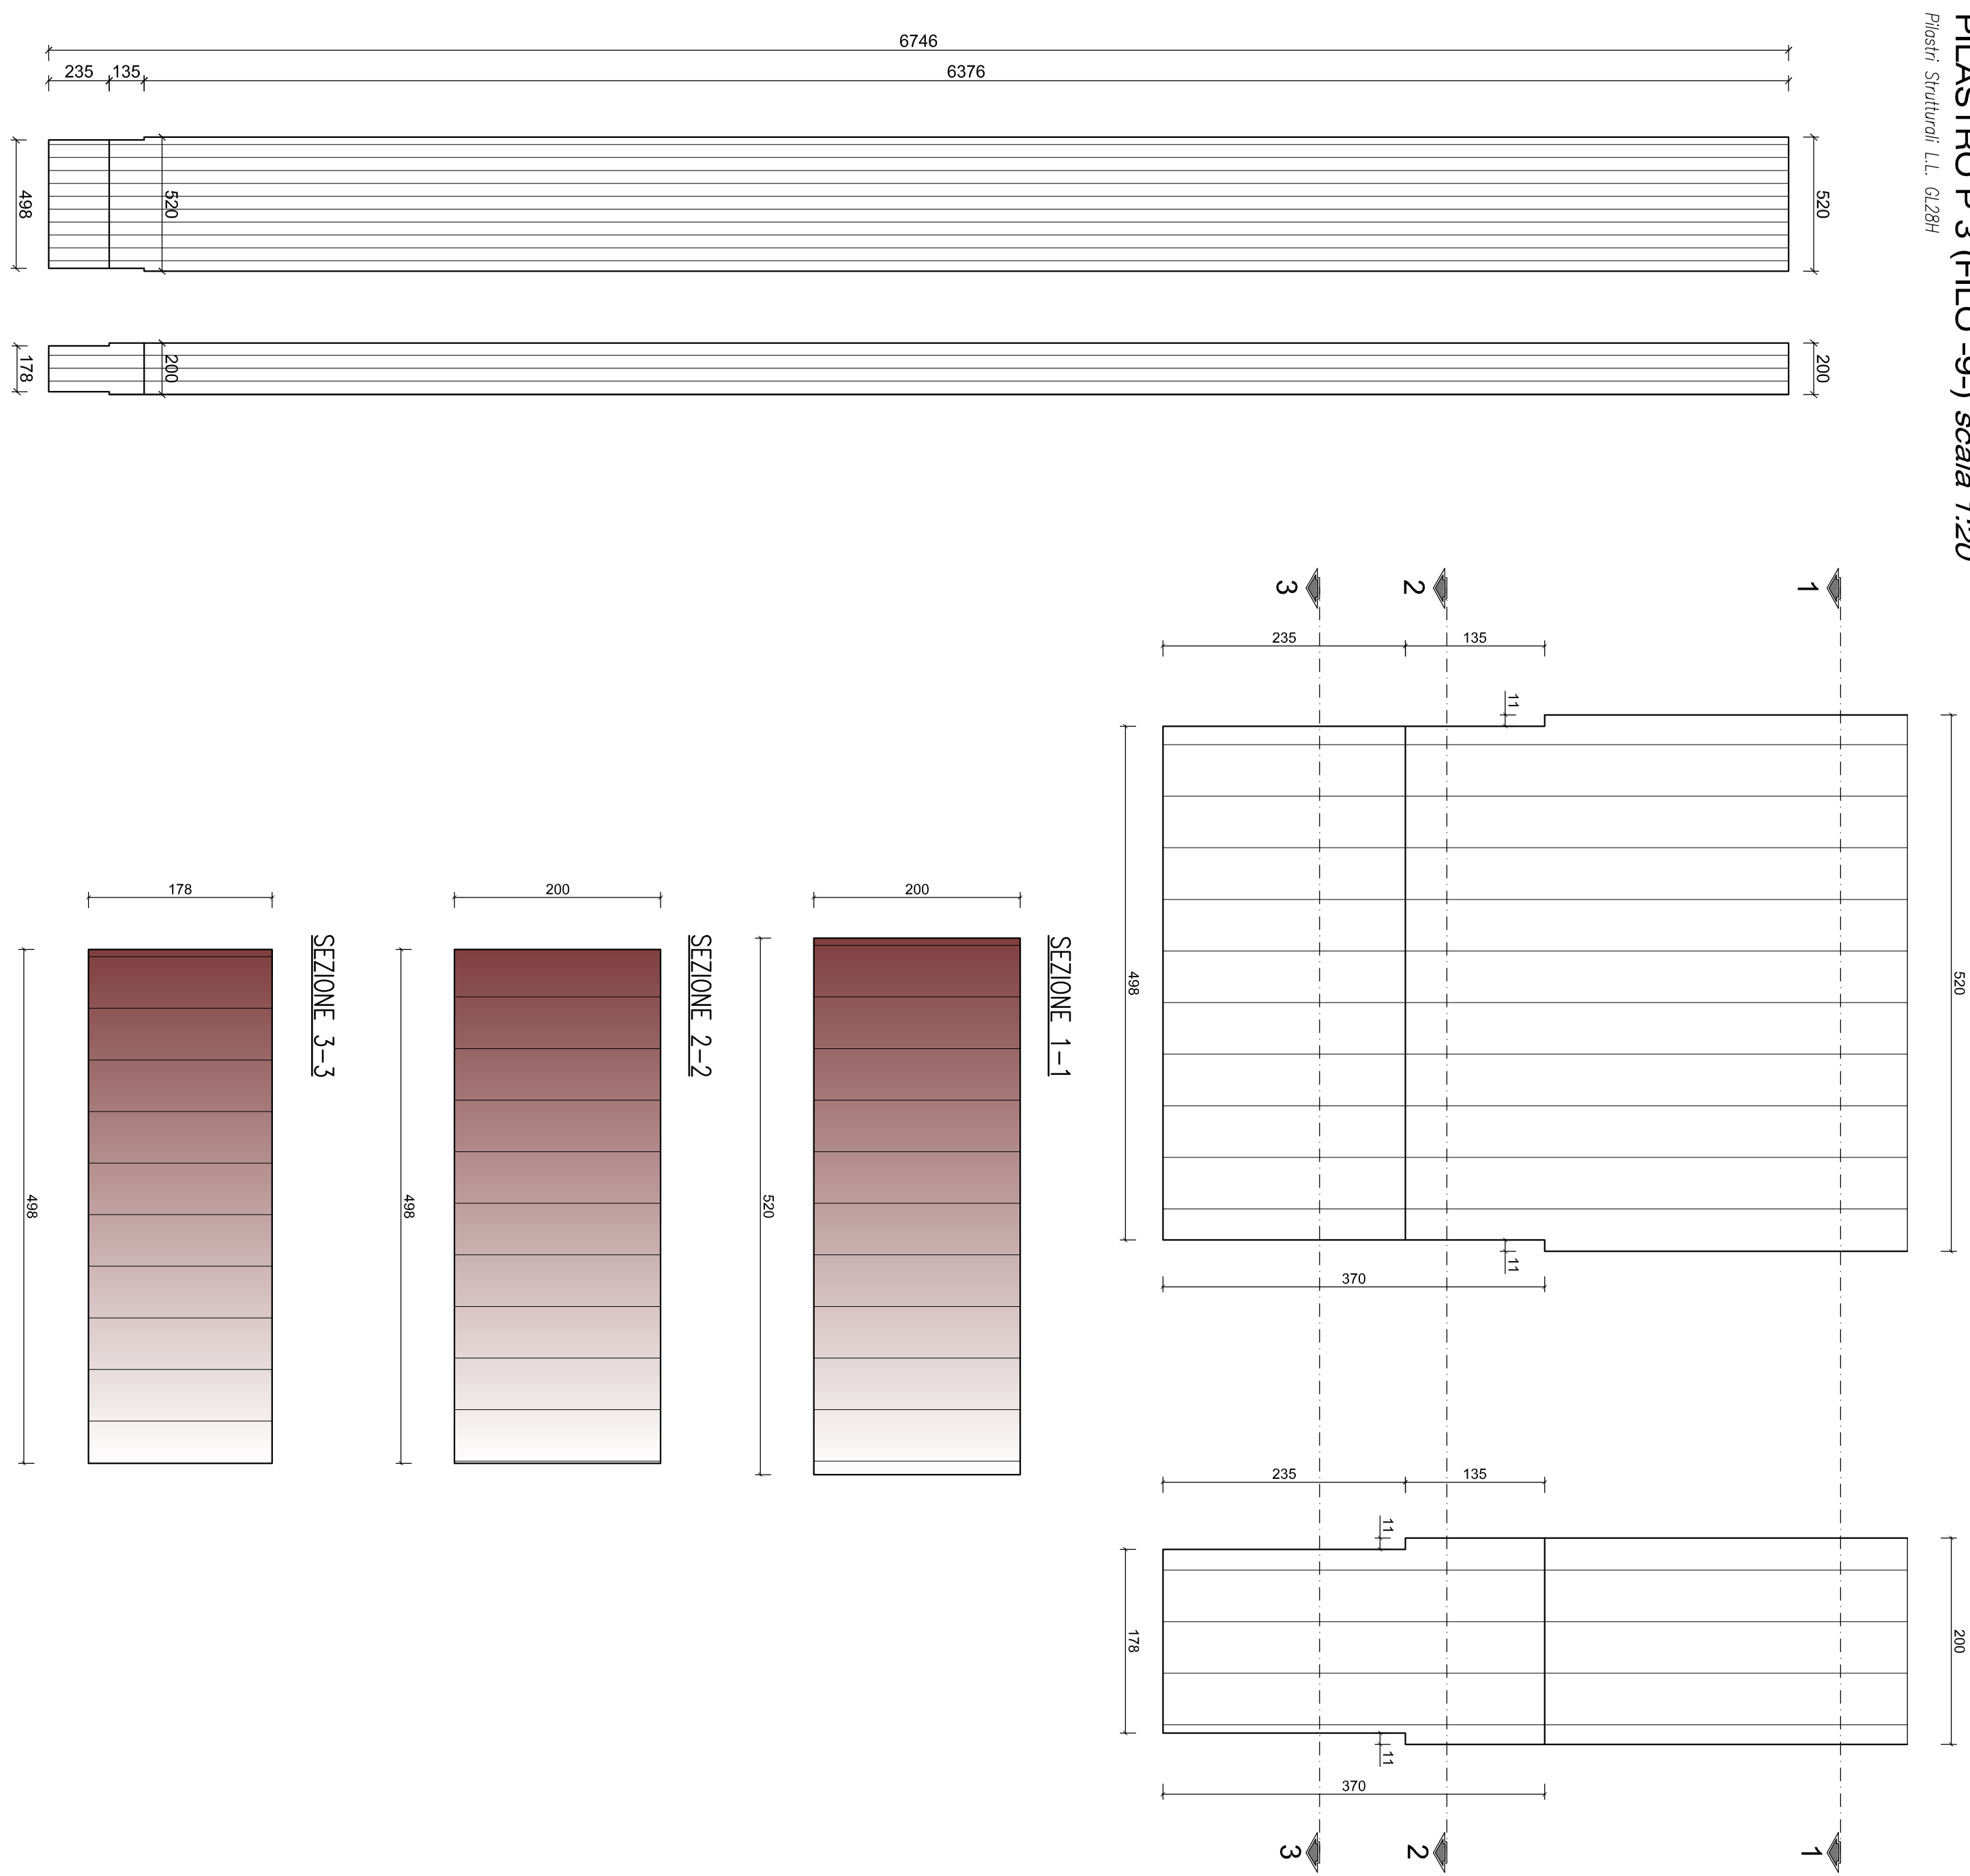 PILASTRO P 3 (FILO -9-) scala 1:20
Pilastri Strutturali L.L. GL28H
6746
235 135 6376
498 520 520
178 200 200
3 2 1
235 135
11
498 520
11
370
235 135
11
178 200
11
370
3 2 1
178 200 200
SEZIONE 3-3
SEZIONE 2-2
SEZIONE 1-1
498 498 520